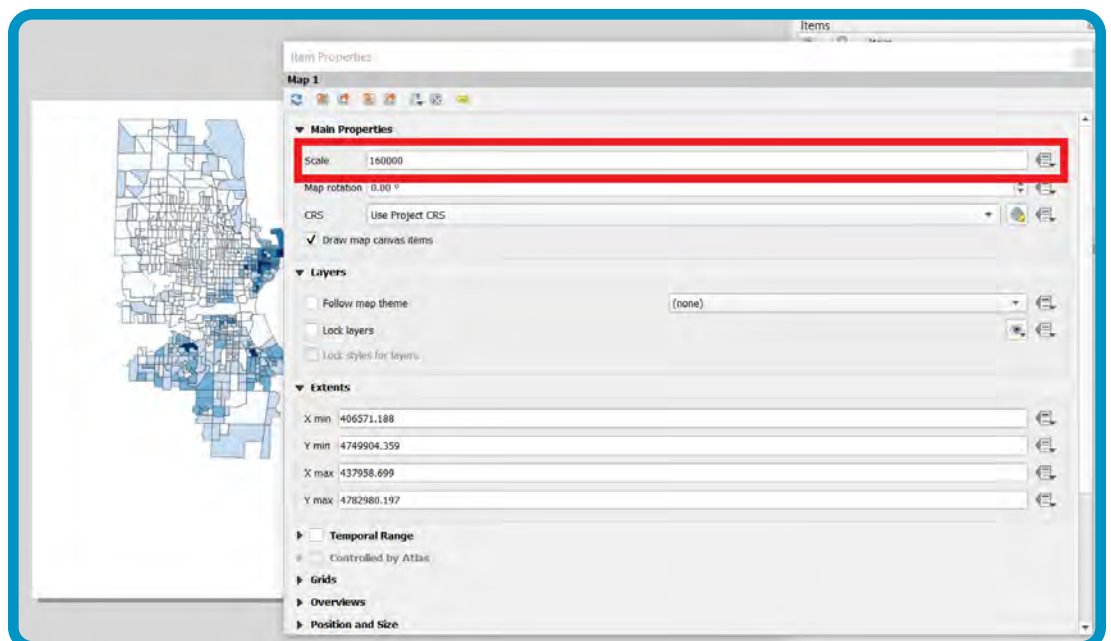 Items
Item Properties
Map 1
Main Properties
Scale 160000
Map rotation 0.00 °
CRS Use Project CRS
Draw map canvas items
Layers
Follow map theme (none)
Lock layers
Lock styles for layers
Extents
X min 406571.188
Y min 4749904.359
X max 437958.699
Y max 4782980.197
Temporal Range
Controlled by Atlas
Grids
Overviews
Position and Size